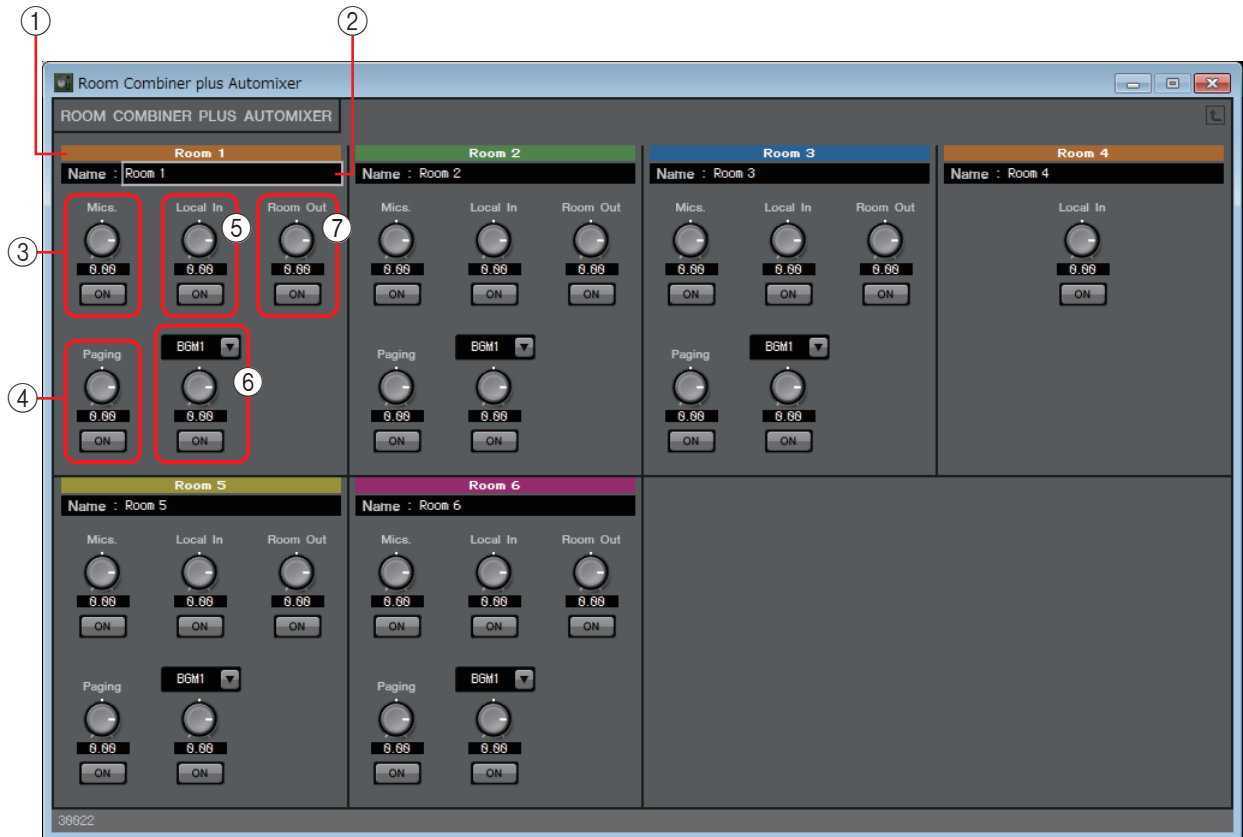 ① ②
Room Combiner plus Automixer
ROOM COMBINER PLUS AUTOMIXER
Room 1 Room 2 Room 3 Room 4
Name : Room 1 Name : Room 2 Name : Room 3 Name : Room 4
Mics. Local In Room Out Mics. Local In Room Out Mics. Local In Room Out Local In
③ ⑤ ⑦
0.00 0.00 0.00 0.00 0.00 0.00 0.00 0.00 0.00 0.00
ON ON ON ON ON ON ON ON ON ON
Paging BGM1 Paging BGM1 Paging BGM1
④ ⑥
0.00 0.00 0.00 0.00 0.00 0.00
ON ON ON ON ON ON
Room 5 Room 6
Name : Room 5 Name : Room 6
Mics. Local In Room Out Mics. Local In Room Out
0.00 0.00 0.00 0.00 0.00 0.00
ON ON ON ON ON ON
Paging BGM1 Paging BGM1
0.00 0.00 0.00 0.00
ON ON ON ON
30022